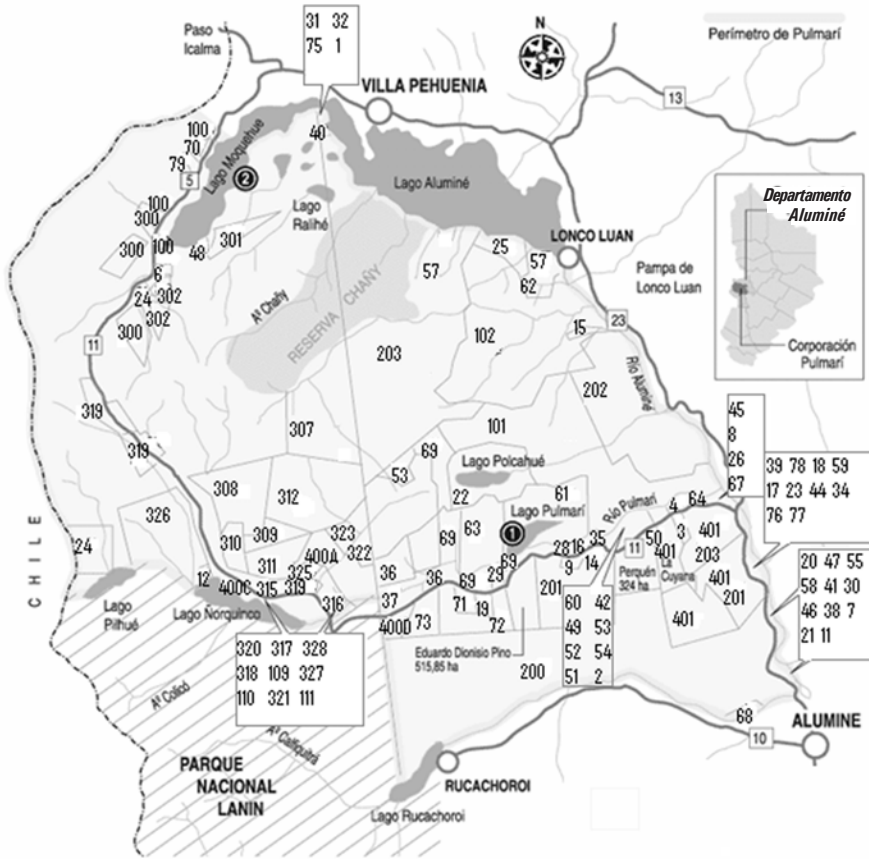 31 32
75 1
Paso
Icalma
N
Perímetro de Pulmarí
VILLA PEHUENIA
13
100
70
79
5
40
Lago Moquehue
2
Lago Aluminé
Lago
Ralihé
Departamento
Aluminé
Corporación
Pulmarí
100
300
300
100
48
301
6
24
302
302
300
25
57
57
62
LONCO LUAN
Pampa de
Lonco Luan
Aº Chañy
RESERVA CHAÑY
11
203
102
15
23
Río Aluminé
202
319
319
307
101
69
53
Lago Polcahué
45
8
26
67
39 78 18 59
17 23 44 34
76 77
308
312
22
61
Río Pulmarí
4
64
326
24
310
309
323
322
400A
311
325
69
63
Lago Pulmarí
1
28
16
35
11
50
3
401
401
203
401
201
401
La
Cuyaha
Perquén
324 ha
20 47 55
58 41 30
46 38 7
21 11
CHILE
12
400C
315
319
316
36
36
69
29
69
9
14
201
37
71
19
400D
73
72
Lago
Pilhué
Lago Ñorquinco
60 42
49 53
52 54
51 2
Eduardo Dionisio Pino
515,85 ha
200
320 317 328
318 109 327
110 321 111
Aº Colicó
Aº Calfiquitrá
68
10
ALUMINE
PARQUE
NACIONAL
LANIN
RUCACHOROI
Lago Rucachoroi